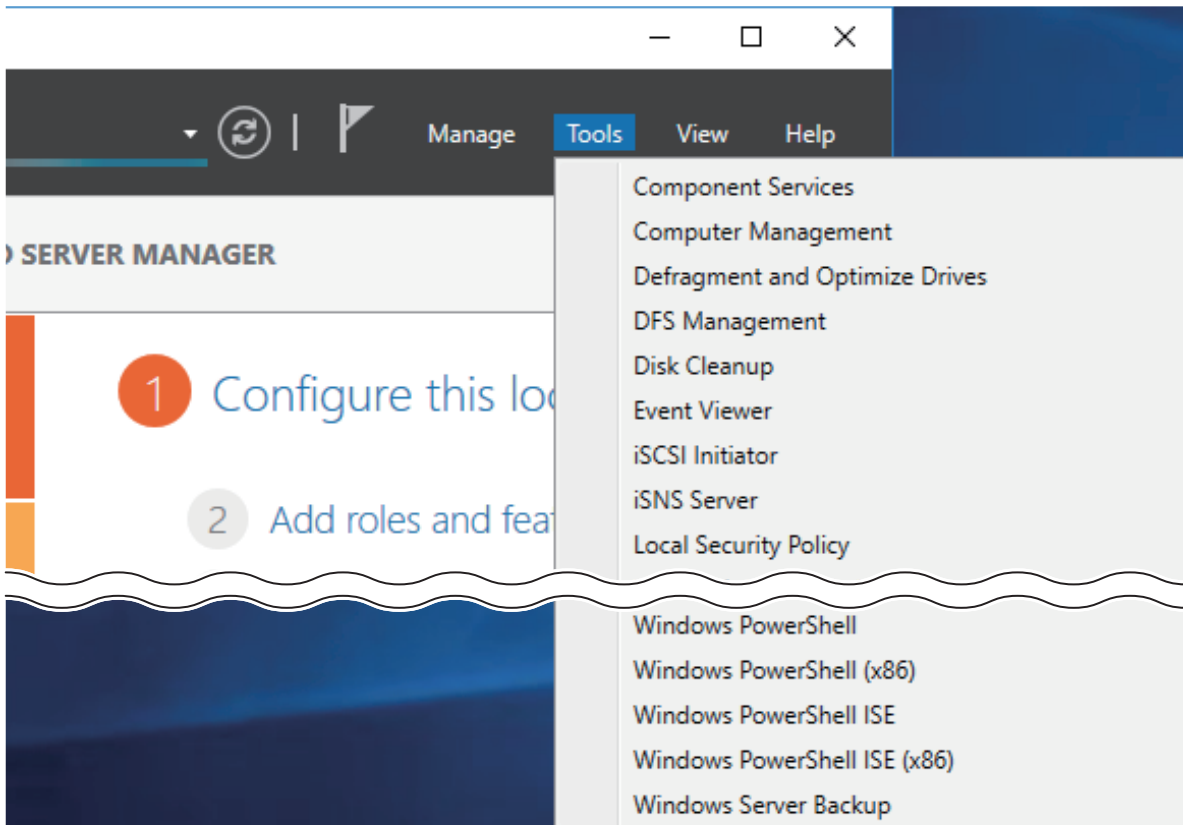 Manage Tools View Help
SERVER MANAGER
1 Configure this
2 Add roles and
Component Services
Computer Management
Defragment and Optimize Drives
DFS Management
Disk Cleanup
Event Viewer
iSCSI Initiator
iSNS Server
Local Security Policy
Windows PowerShell
Windows PowerShell (x86)
Windows PowerShell ISE
Windows PowerShell ISE (x86)
Windows Server Backup